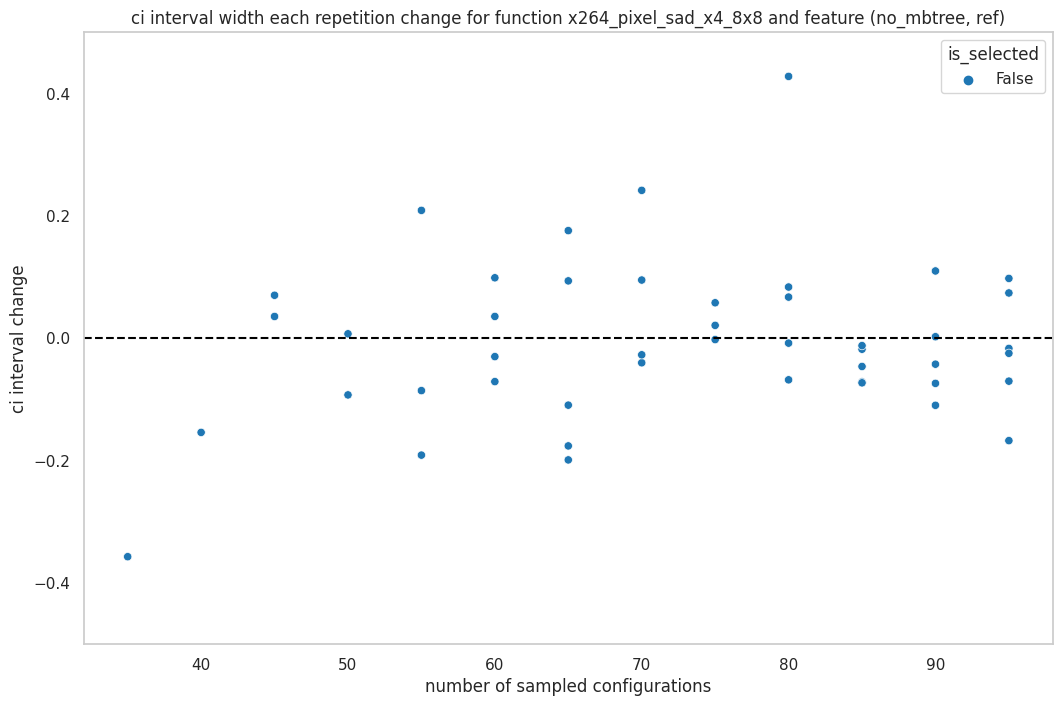 ci interval width each repetition change for function x264_pixel_sad_x4_8x8 and feature (no_mbtree, ref)
is_selected
False
ci interval change
0.4
0.2
0.0
−0.2
−0.4
40
50
60
70
80
90
number of sampled configurations